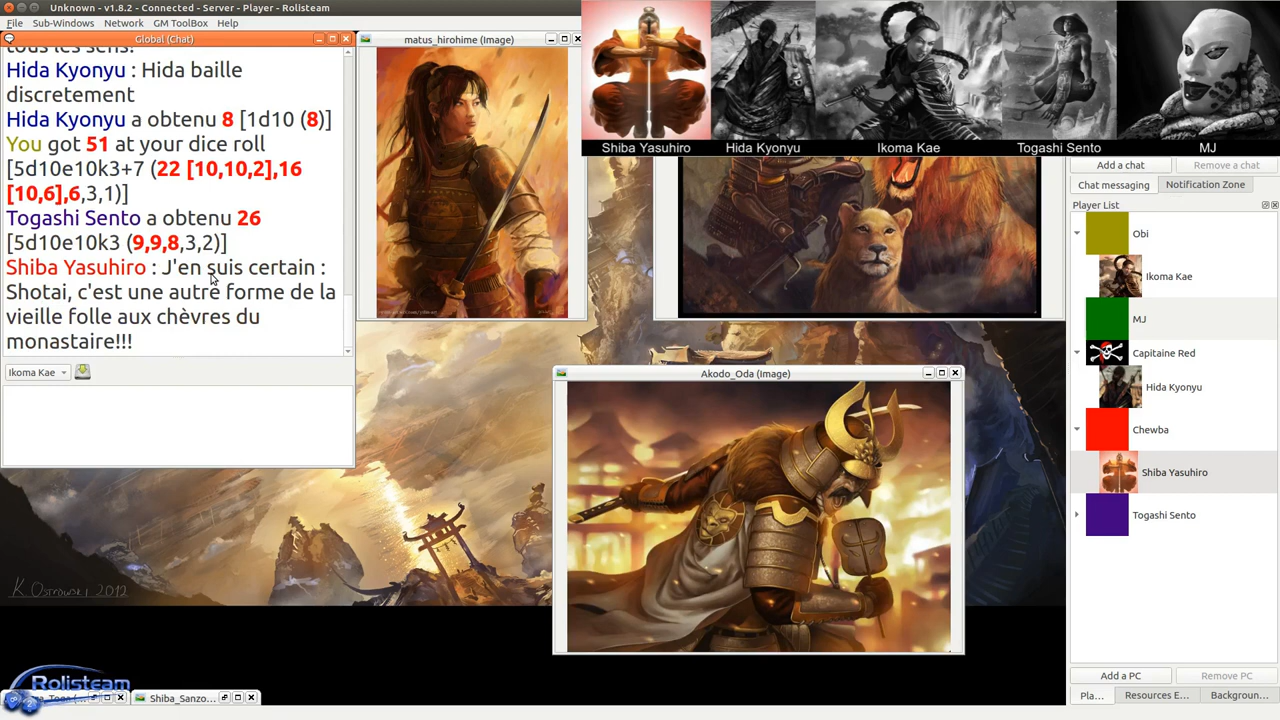 Unknown - v1.8.2 - Connected - Server - Player - Rolisteam
File Sub-Windows Network GM ToolBox Help
Global (Chat)
tous les sens!
Hida Kyonyu : Hida baille
discretement
Hida Kyonyu a obtenu 8 [1d10 (8)]
You got 51 at your dice roll
[5d10e10k3+7 (22 [10,10,2],16
[10,6],6,3,1)]
Togashi Sento a obtenu 26
[5d10e10k3 (9,9,8,3,2)]
Shiba Yasuhiro : J'en suis certain :
Shotai, c'est une autre forme de la
vieille folle aux chèvres du
monastaire!!!
Ikoma Kae
matus_hirohime (Image)
Shiba Yasuhiro
Hida Kyonyu
Ikoma Kae
Togashi Sento
MJ
Akodo_Oda (Image)
K Ostrowski 2012
Rolisteam
Shiba_Sanzo...
Add a chat
Remove a chat
Chat messaging
Notification Zone
Player List
Obi
Ikoma Kae
MJ
Capitaine Red
Hida Kyonyu
Chewba
Shiba Yasuhiro
Togashi Sento
Add a PC
Remove PC
Pla...
Resources E...
Backgroun...